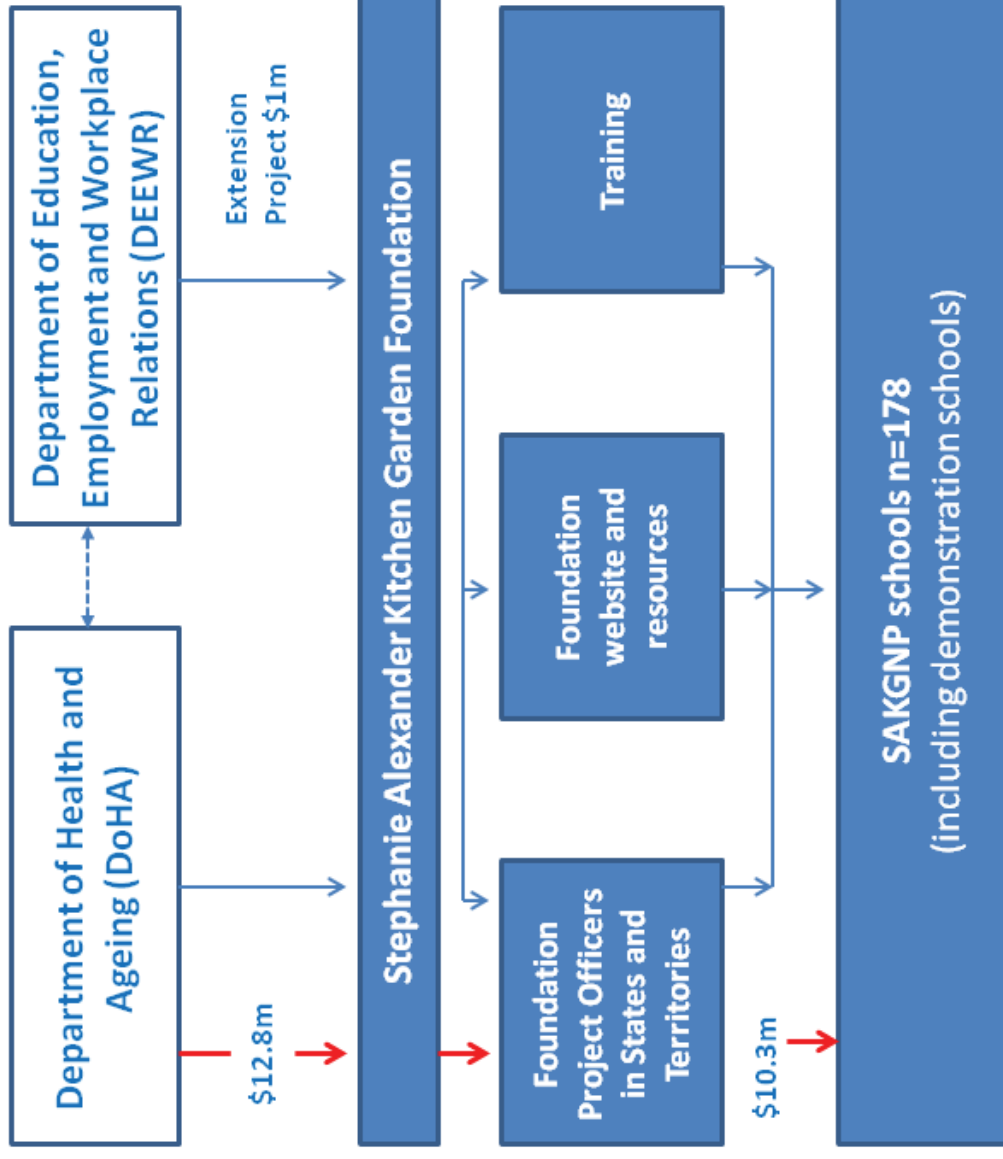 Department of Health and
Ageing (DoHA)
Department of Education,
Employment and Workplace
Relations (DEEWR)
$12.8m
Extension
Project $1m
Stephanie Alexander Kitchen Garden Foundation
Foundation
Project Officers
in States and
Territories
Foundation
website and
resources
Training
$10.3m
SAKGNP schools n=178
(including demonstration schools)